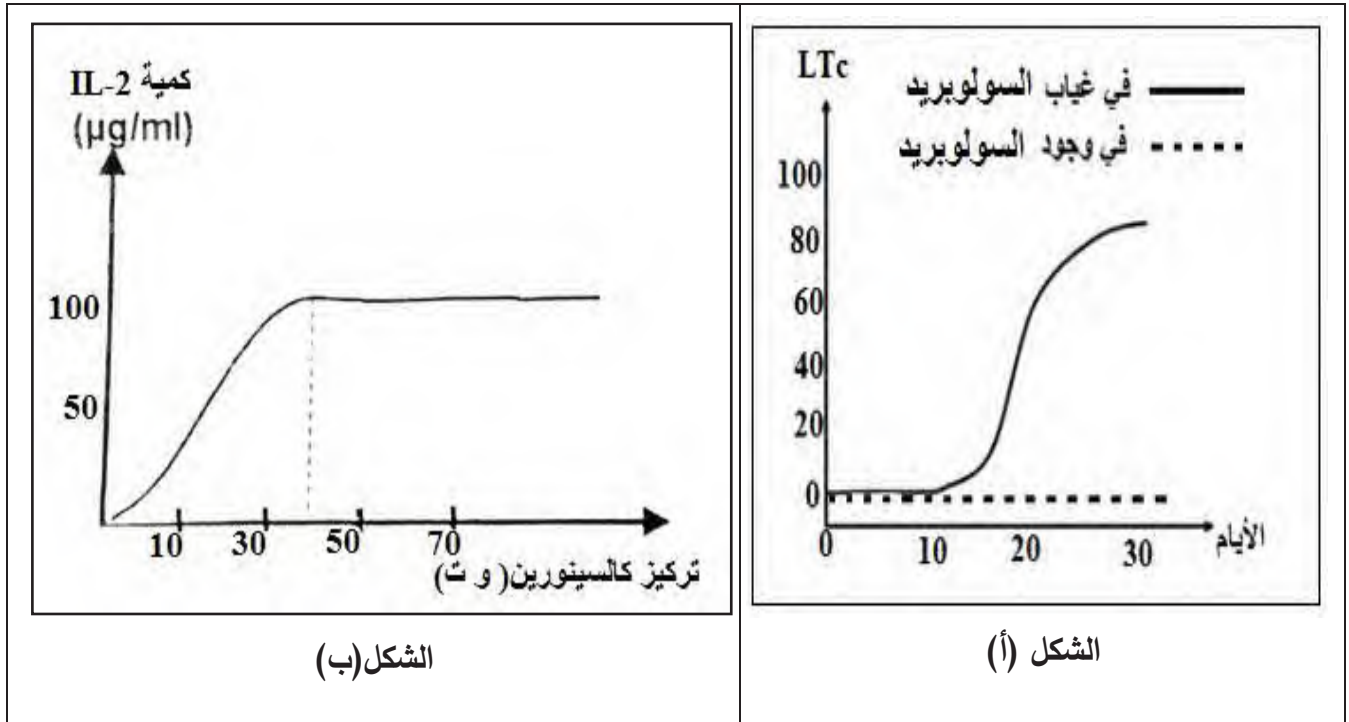 LTc
في غياب السولوبريد
في وجود السولوبريد
100
80
60
40
20
0
0 10 20 30
الأيام
الشكل (أ)
كمية IL-2
(µg/ml)
100
50
10 30 50 70
تركيز كالسينورين( و ت)
الشكل(ب)